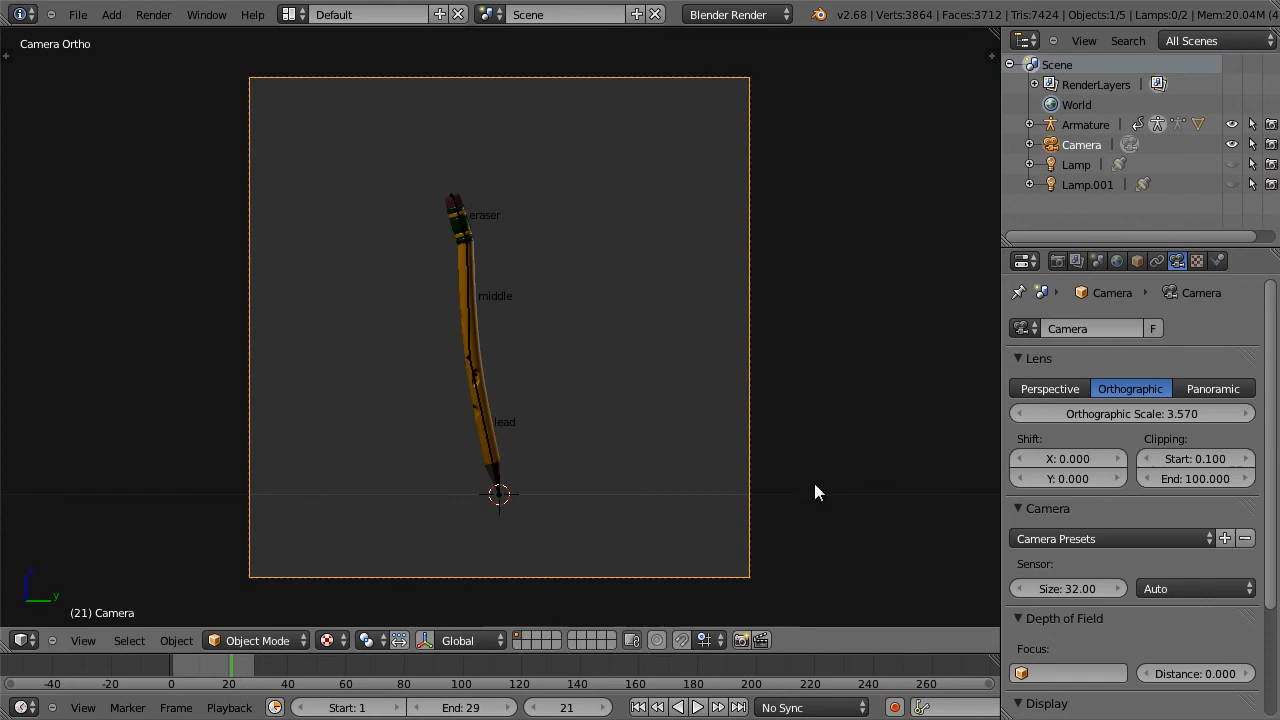 File Add Render Window Help Default Scene Blender Render v2.68 | Verts:3864 | Faces:3712 | Tris:7424 | Objects:1/5 | Lamps:0/2 | Mem:20.04M (4
Camera Ortho
View Search All Scenes
Scene
RenderLayers
World
Armature
Camera
Lamp
Lamp.001
eraser
middle
lead
Camera Camera
Camera F
Lens
Perspective Orthographic Panoramic
Orthographic Scale: 3.570
Shift: Clipping:
X: 0.000 Start: 0.100
Y: 0.000 End: 100.000
Camera
Camera Presets
Sensor:
Size: 32.00 Auto
Depth of Field
Focus:
Distance: 0.000
Display
z
y
(21) Camera
View Select Object Object Mode Global
-40 -20 0 20 40 60 80 100 120 140 160 180 200 220 240 260
View Marker Frame Playback Start: 1 End: 29 21 No Sync